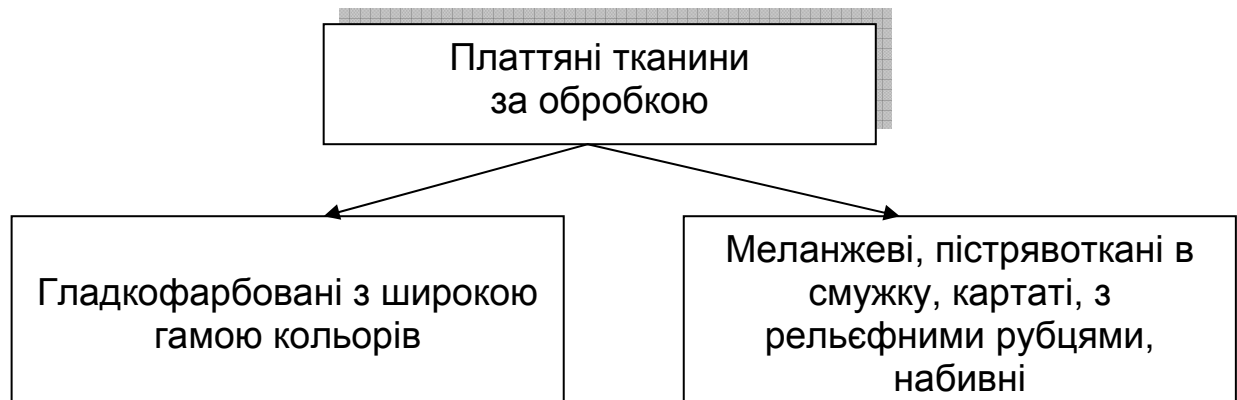 Платтяні тканини
за обробкою
Гладкофарбовані з широкою
гамою кольорів
Меланжеві, пістрявоткані в
смужку, картаті, з
рельєфними рубцями,
набивні